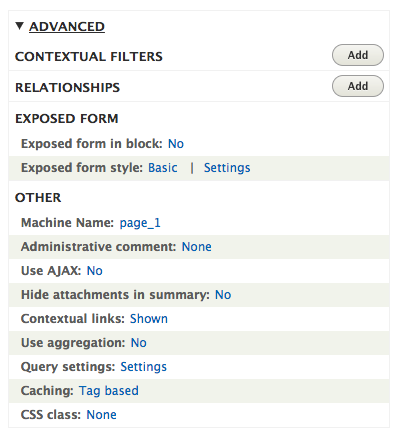 ▼ ADVANCED
CONTEXTUAL FILTERS Add
RELATIONSHIPS Add
EXPOSED FORM
Exposed form in block: No
Exposed form style: Basic | Settings
OTHER
Machine Name: page_1
Administrative comment: None
Use AJAX: No
Hide attachments in summary: No
Contextual links: Shown
Use aggregation: No
Query settings: Settings
Caching: Tag based
CSS class: None